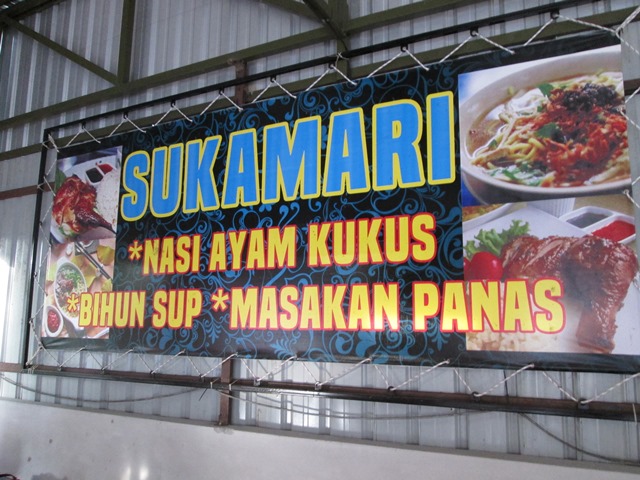 SUKAMARI
*NASI AYAM KUKUS
*BIHUN SUP *MASAKAN PANAS